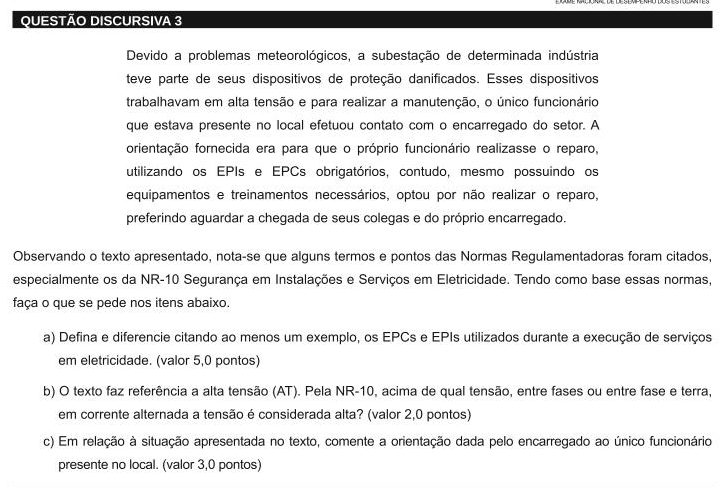 EXAME NACIONAL DE DESEMPENHO DOS ESTUDANTES
QUESTÃO DISCURSIVA 3
Devido a problemas meteorológicos, a subestação de determinada indústria
teve parte de seus dispositivos de proteção danificados. Esses dispositivos
trabalhavam em alta tensão e para realizar a manutenção, o único funcionário
que estava presente no local efetuou contato com o encarregado do setor. A
orientação fornecida era para que o próprio funcionário realizasse o reparo,
utilizando os EPIs e EPCs obrigatórios, contudo, mesmo possuindo os
equipamentos e treinamentos necessários, optou por não realizar o reparo,
preferindo aguardar a chegada de seus colegas e do próprio encarregado.
Observando o texto apresentado, nota-se que alguns termos e pontos das Normas Regulamentadoras foram citados,
especialmente os da NR-10 Segurança em Instalações e Serviços em Eletricidade. Tendo como base essas normas,
faça o que se pede nos itens abaixo.
a) Defina e diferencie citando ao menos um exemplo, os EPCs e EPIs utilizados durante a execução de serviços
em eletricidade. (valor 5,0 pontos)
b) O texto faz referência a alta tensão (AT). Pela NR-10, acima de qual tensão, entre fases ou entre fase e terra,
em corrente alternada a tensão é considerada alta? (valor 2,0 pontos)
c) Em relação à situação apresentada no texto, comente a orientação dada pelo encarregado ao único funcionário
presente no local. (valor 3,0 pontos)